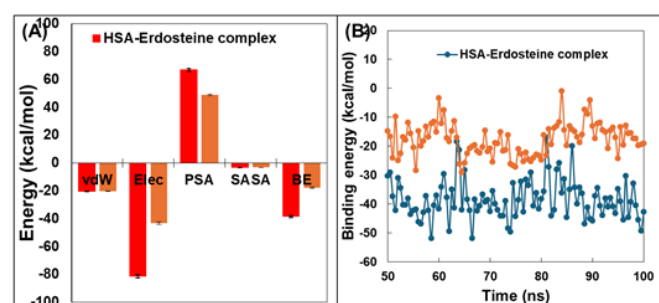 (A)
HSA-Erdosteine complex
Energy (kcal/mol)
100
80
60
40
20
0
-20
-40
-60
-80
-100
vdW Elec PSA SASA BE
(B)
HSA-Erdosteine complex
Binding energy (kcal/mol)
0
-10
-20
-30
-40
-50
-60
50 60 70 80 90 100
Time (ns)